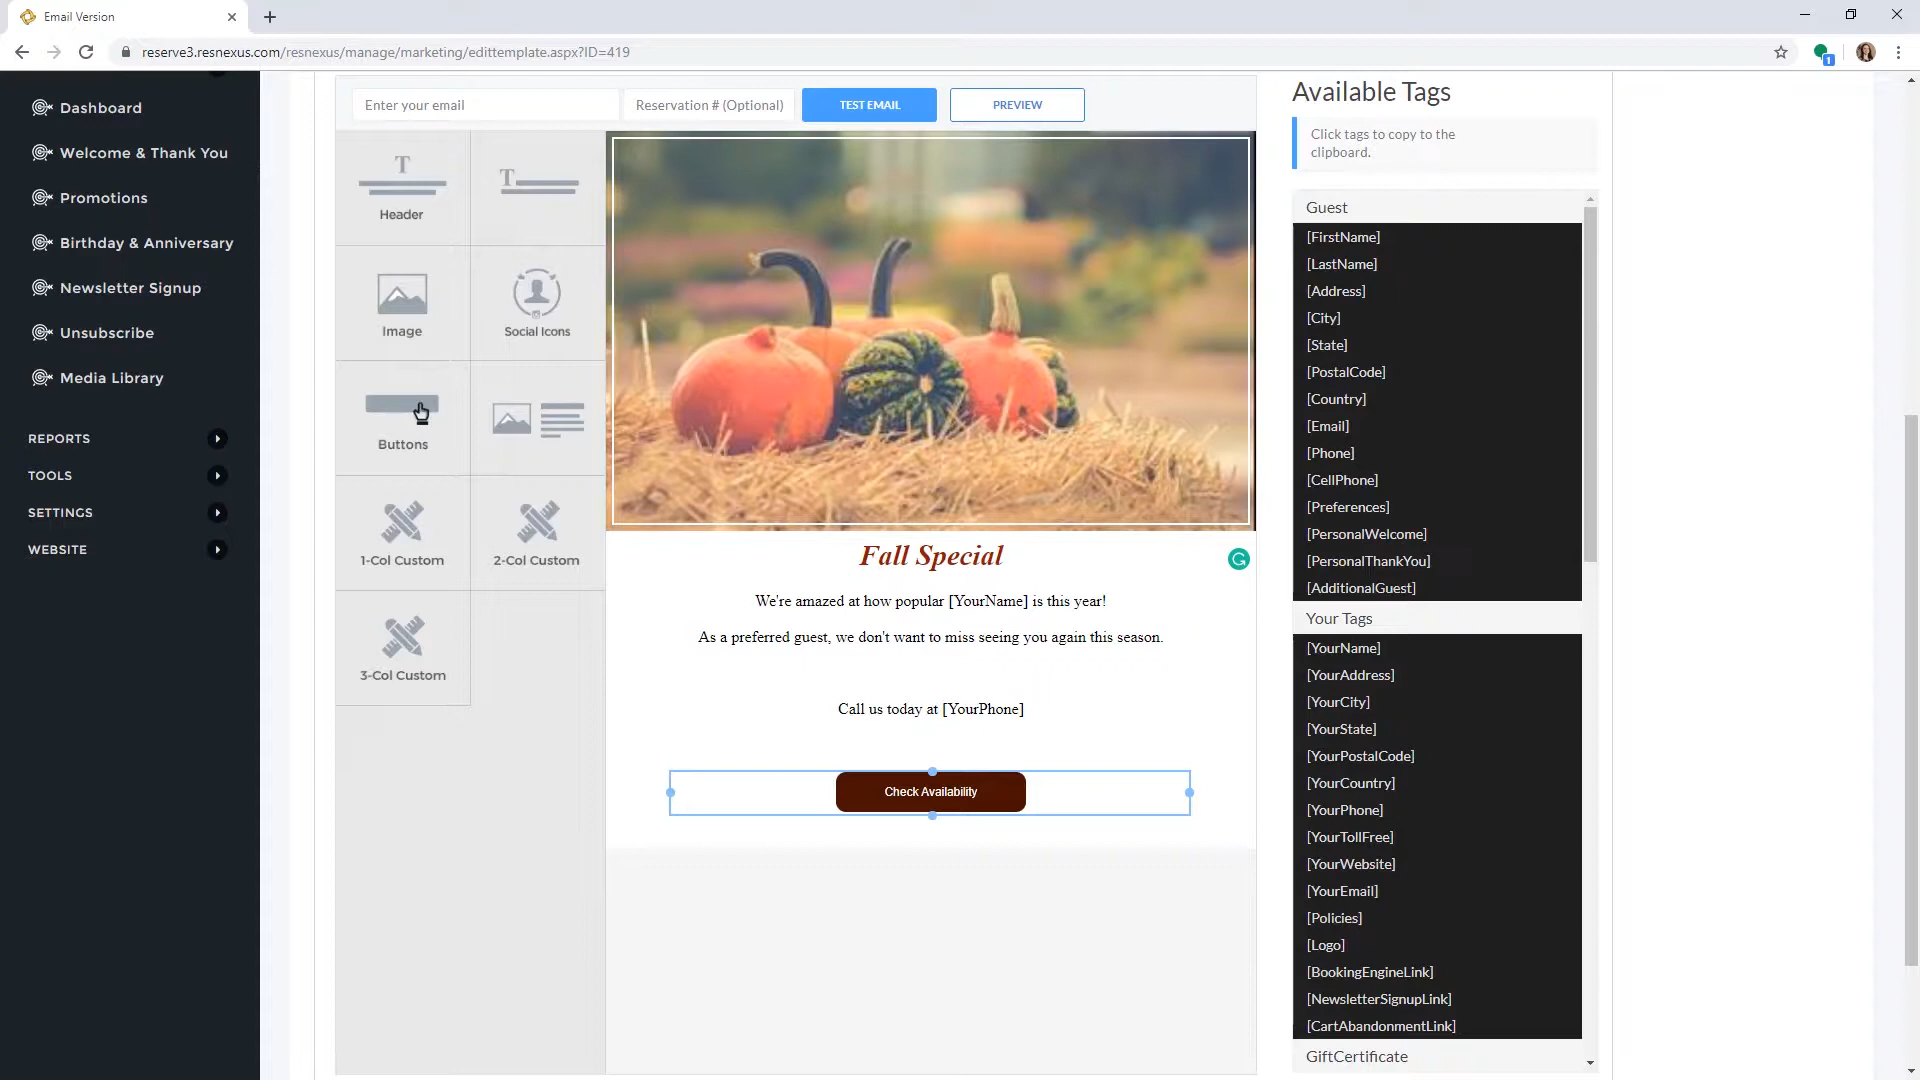 Email Version
reserve3.resnexus.com/resnexus/manage/marketing/edittemplate.aspx?ID=419
1
Dashboard
Welcome & Thank You
Promotions
Birthday & Anniversary
Newsletter Signup
Unsubscribe
Media Library
REPORTS
TOOLS
SETTINGS
WEBSITE
Enter your email
Reservation # (Optional)
TEST EMAIL
PREVIEW
T
Header
T
Image
Social Icons
Buttons
1-Col Custom
2-Col Custom
3-Col Custom
Fall Special
We're amazed at how popular [YourName] is this year!
As a preferred guest, we don't want to miss seeing you again this season.
Call us today at [YourPhone]
Check Availability
Available Tags
Click tags to copy to the
clipboard.
Guest
[FirstName]
[LastName]
[Address]
[City]
[State]
[PostalCode]
[Country]
[Email]
[Phone]
[CellPhone]
[Preferences]
[PersonalWelcome]
[PersonalThankYou]
[AdditionalGuest]
Your Tags
[YourName]
[YourAddress]
[YourCity]
[YourState]
[YourPostalCode]
[YourCountry]
[YourPhone]
[YourTollFree]
[YourWebsite]
[YourEmail]
[Policies]
[Logo]
[BookingEngineLink]
[NewsletterSignupLink]
[CartAbandonmentLink]
GiftCertificate